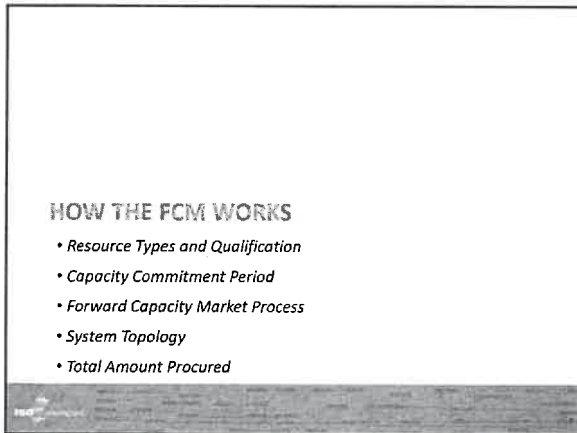 HOW THE FCM WORKS
• Resource Types and Qualification
• Capacity Commitment Period
• Forward Capacity Market Process
• System Topology
• Total Amount Procured
ISO